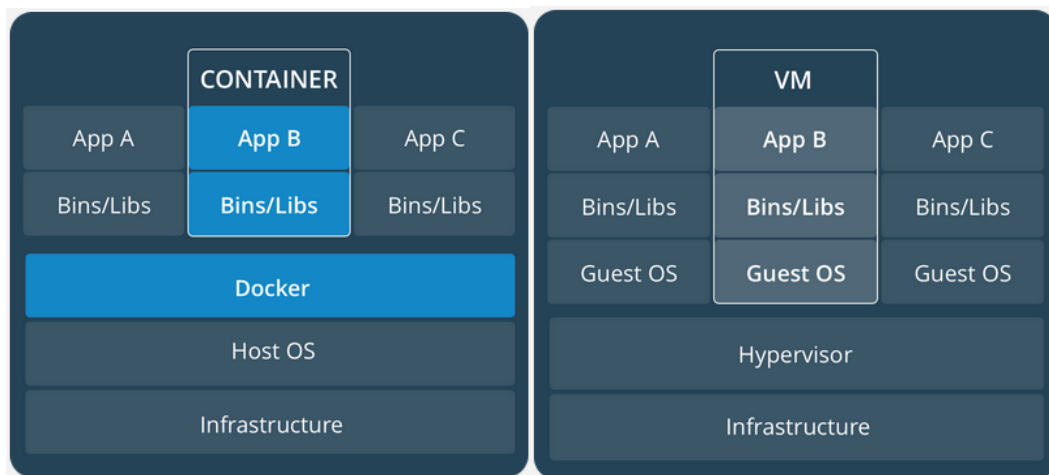 CONTAINER
App A App B App C
Bins/Libs Bins/Libs Bins/Libs
Docker
Host OS
Infrastructure
VM
App A App B App C
Bins/Libs Bins/Libs Bins/Libs
Guest OS Guest OS Guest OS
Hypervisor
Infrastructure